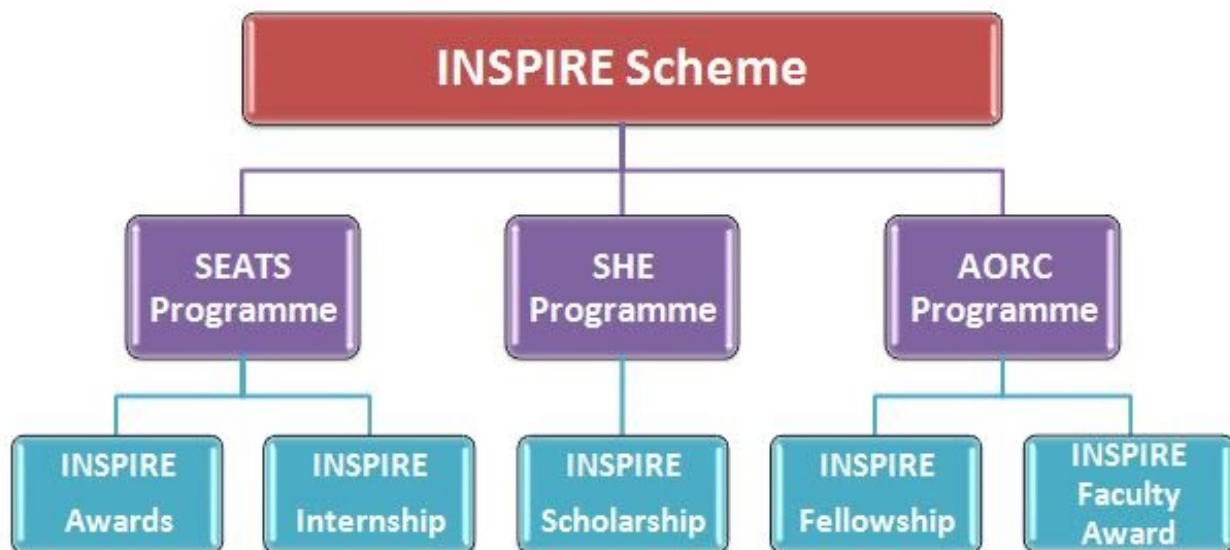 INSPIRE Scheme
SEATS
Programme
SHE
Programme
AORC
Programme
INSPIRE
Awards
INSPIRE
Internship
INSPIRE
Scholarship
INSPIRE
Fellowship
INSPIRE
Faculty
Award